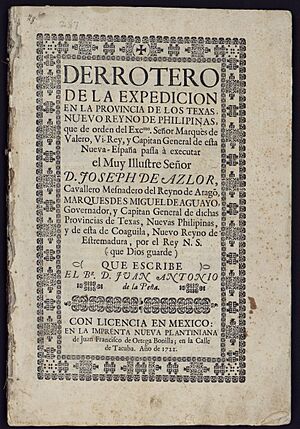 DERROTERO
DE LA EXPEDICION
EN LA PROVINCIA DE LOS TEXAS,
NUEVO REYNO DE PHILIPINAS,
que de orden del Excmo. Señor Marquès de
Valero, Vi-Rey, y Capitan General de esta
Nueva-España passa à executar
el Muy Illustre Señor
D. JOSEPH DE AZLOR,
Cavallero Mesnadero del Reyno de Aragõ,
MARQUES DE S MIGUEL DE AGUAYO,
Governador, y Capitan General de dichas
Provincias de Texas, Nuevas Philipinas,
y de esta de Coaguila, Nuevo Reyno de
Estremadura, por el Rey N. S.
(que Dios guarde)
QUE ESCRIBE
EL Br. D. JUAN ANTONIO
de la Peña.
CON LICENCIA EN MEXICO:
EN LA IMPRENTA NUEVA PLANTINIANA
de Juan Francisco de Ortega Bonilla; en la Calle
de Tacuba. Año de 1722.